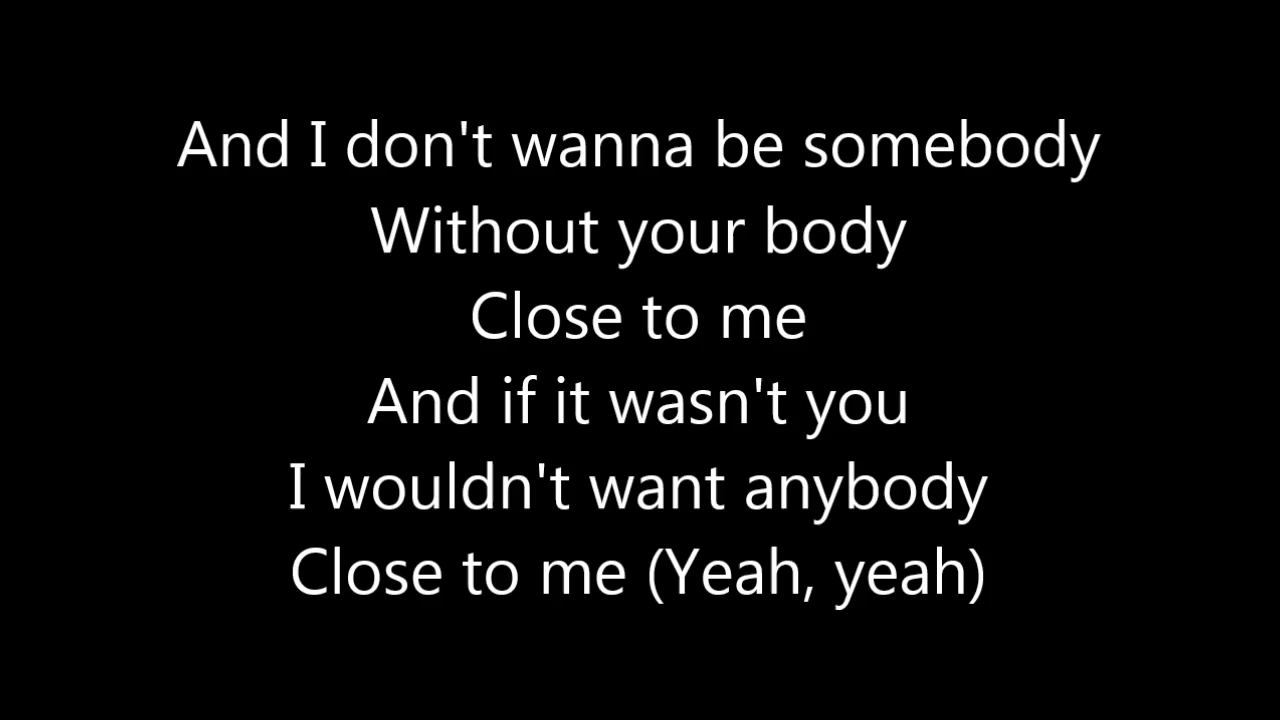 And I don't wanna be somebody
Without your body
Close to me
And if it wasn't you
I wouldn't want anybody
Close to me (Yeah, yeah)